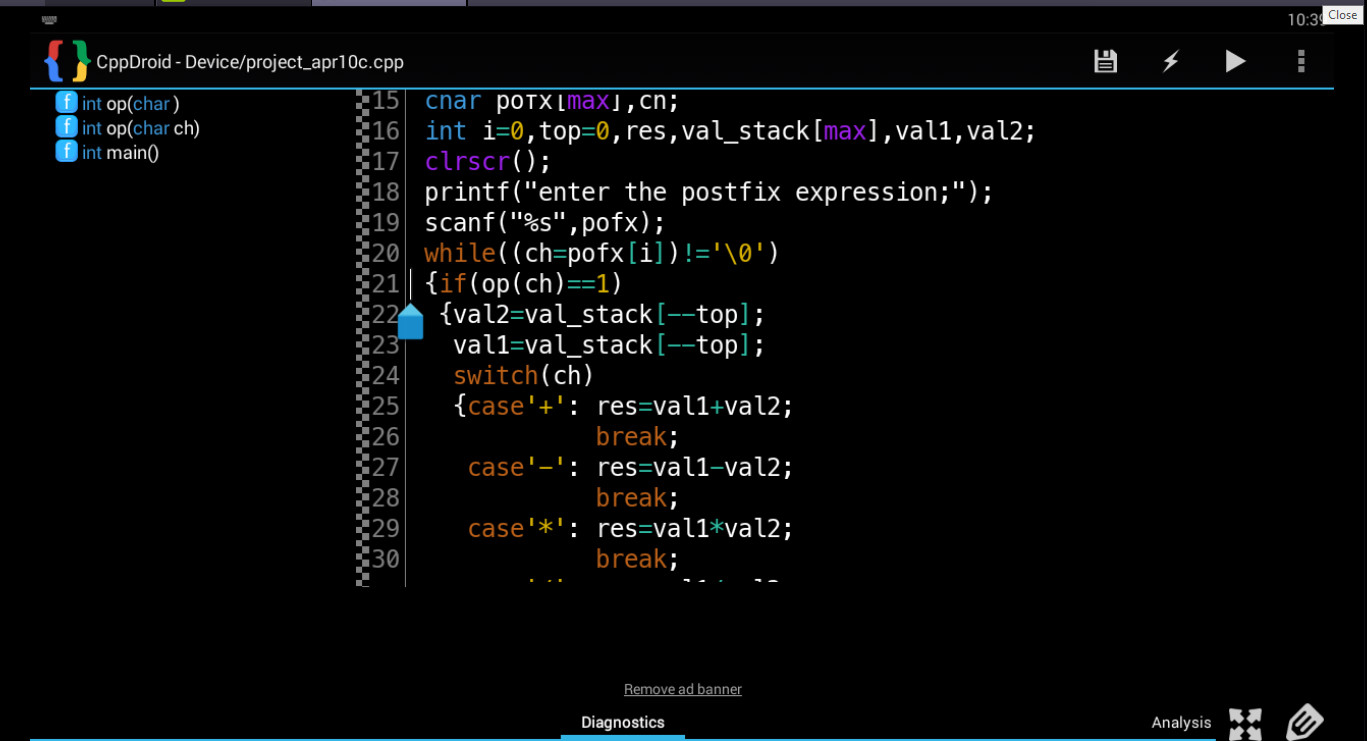 10:39
Close
CppDroid - Device/project_apr10c.cpp
f int op(char )
f int op(char ch)
f int main()
15 char pofx[max],ch;
16 int i=0,top=0,res,val_stack[max],val1,val2;
17 clrscr();
18 printf("enter the postfix expression;");
19 scanf("%s",pofx);
20 while((ch=pofx[i])!='\0')
21 {if(op(ch)==1)
22 {val2=val_stack[--top];
23 val1=val_stack[--top];
24 switch(ch)
25 {case'+': res=val1+val2;
26 break;
27 case'-': res=val1-val2;
28 break;
29 case'*': res=val1*val2;
30 break;
Remove ad banner
Diagnostics
Analysis